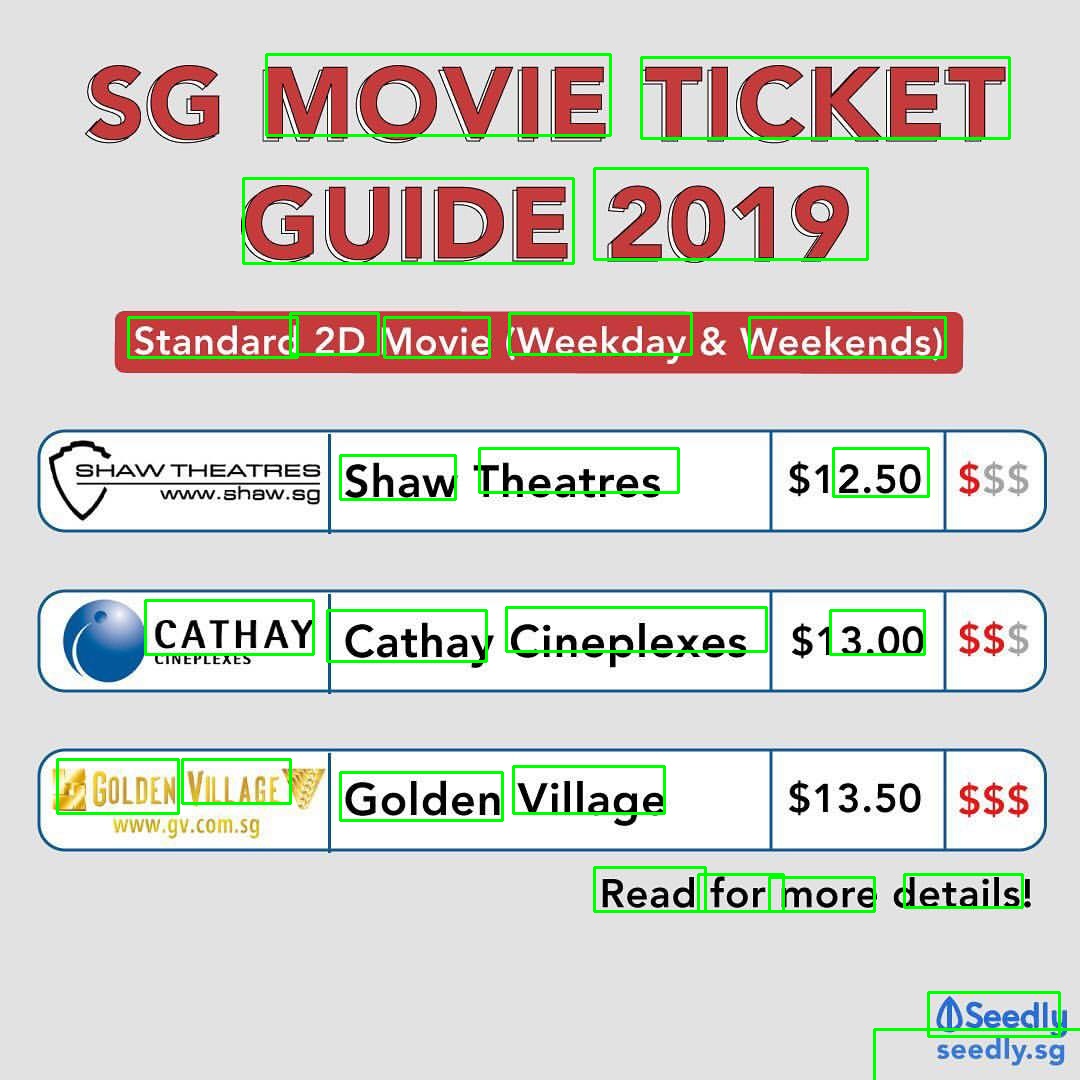 SG MOVIE TICKET
GUIDE 2019
Standard 2D Movie (Weekday & Weekends)
SHAW THEATRES
www.shaw.sg
Shaw Theatres $12.50 $$$
CATHAY
CINEPLEXES
Cathay Cineplexes $13.00 $$$
GOLDEN VILLAGE
www.gv.com.sg
Golden Village $13.50 $$$
Read for more details!
Seedly
seedly.sg